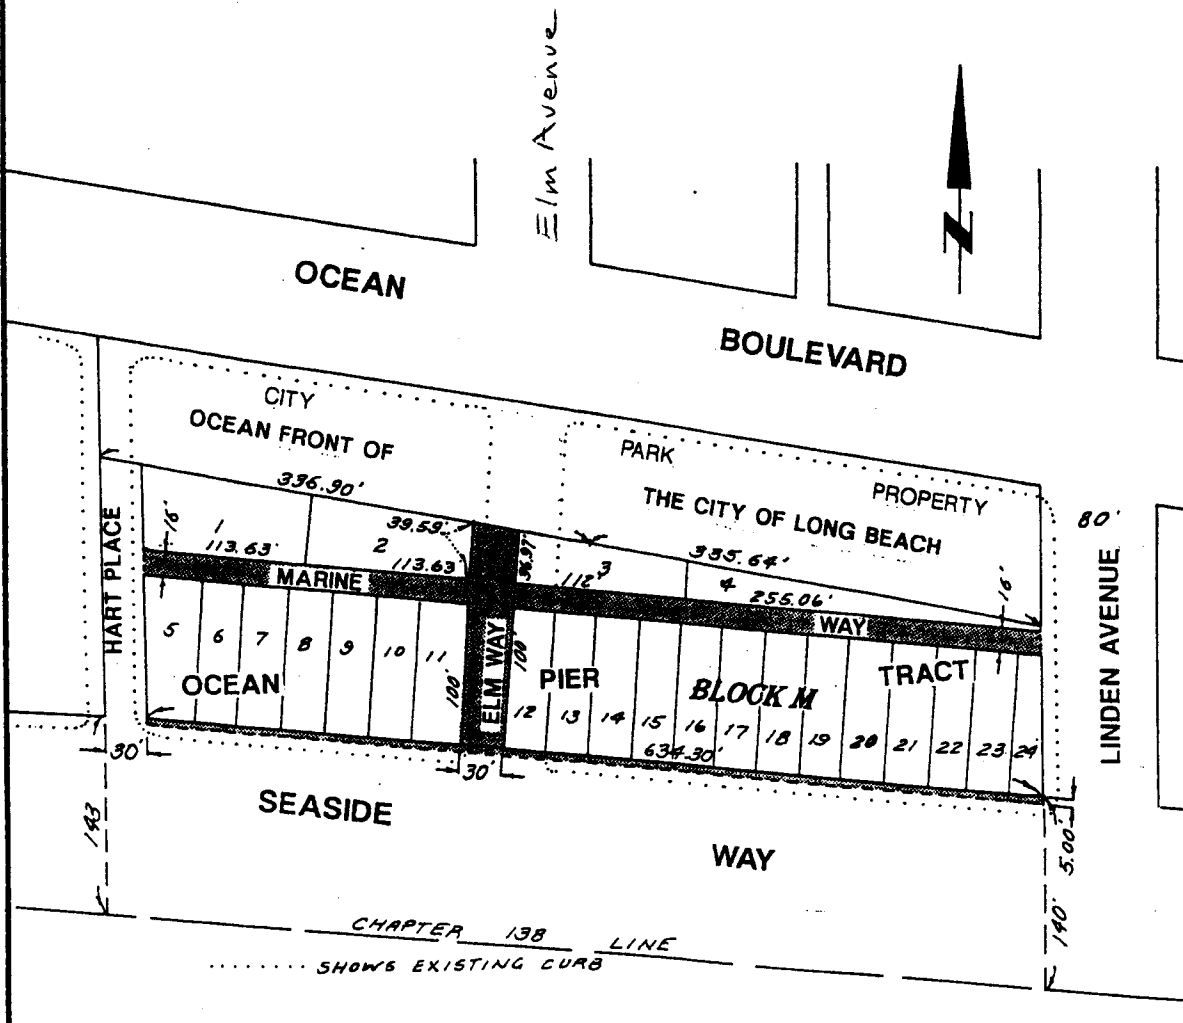 Elm Avenue
N
OCEAN
BOULEVARD
CITY
OCEAN FRONT OF
PARK
PROPERTY
THE CITY OF LONG BEACH
336.90'
335.64'
80'
HART PLACE
16'
1
113.63'
39.59'
2
113.63
36.97'
3
112'
4
255.06'
16'
MARINE
WAY
LINDEN AVENUE
5
6
7
8
9
10
11
100'
ELM WAY
100'
OCEAN
PIER
BLOCK M
TRACT
12
13
14
15
16
17
18
19
20
21
22
23
24
634.30'
30'
30'
SEASIDE
WAY
143
5.00'
140'
CHAPTER 138 LINE
........ SHOWS EXISTING CURB